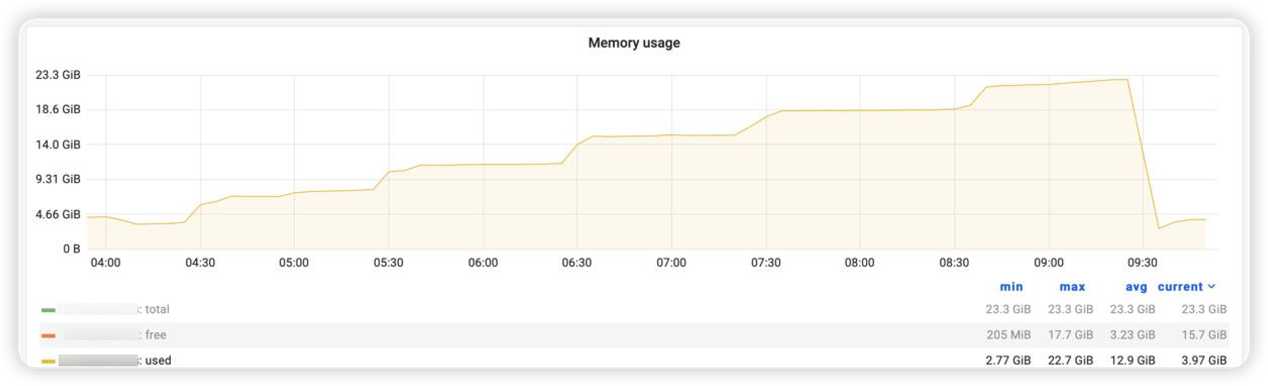 Memory usage
23.3 GiB
18.6 GiB
14.0 GiB
9.31 GiB
4.66 GiB
0 B
04:00 04:30 05:00 05:30 06:00 06:30 07:00 07:30 08:00 08:30 09:00 09:30
min max avg current
: total 23.3 GiB 23.3 GiB 23.3 GiB 23.3 GiB
: free 205 MiB 17.7 GiB 3.23 GiB 15.7 GiB
: used 2.77 GiB 22.7 GiB 12.9 GiB 3.97 GiB